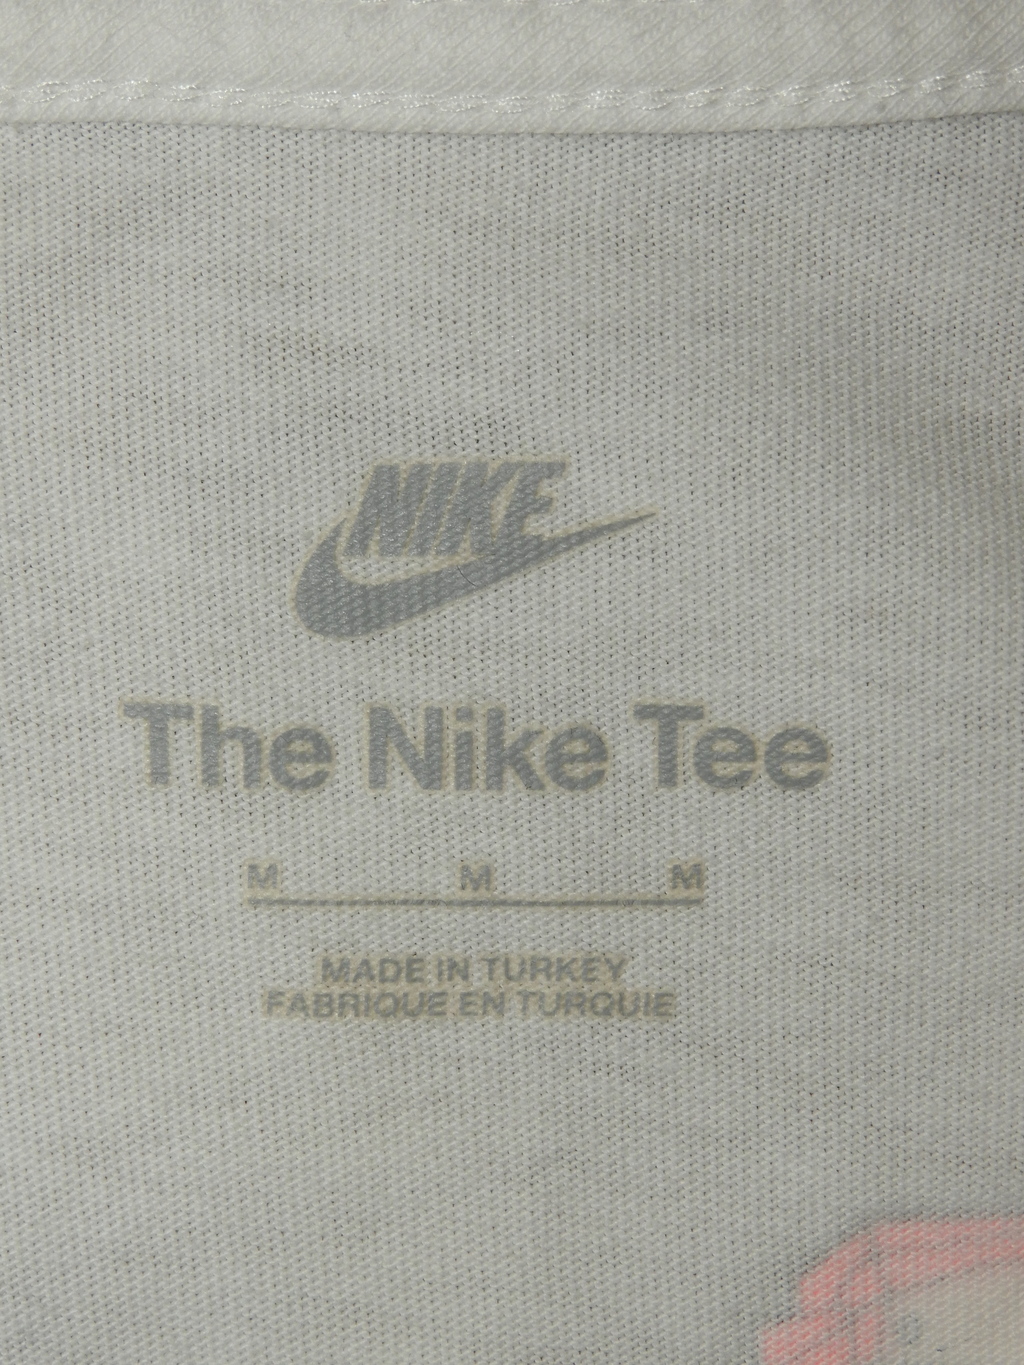 NIKE
The Nike Tee
M M M
MADE IN TURKEY
FABRIQUE EN TURQUIE